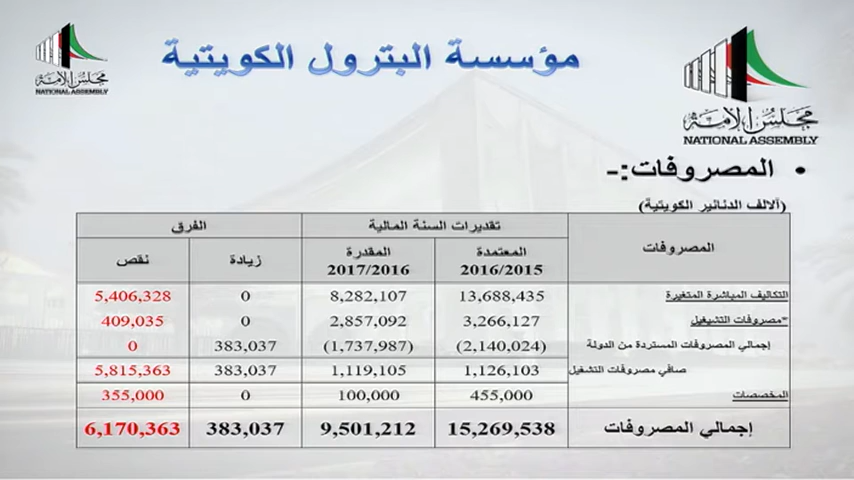 مجلس الأمة
NATIONAL ASSEMBLY
مؤسسة البترول الكويتية
مجلس الأمة
NATIONAL ASSEMBLY
• المصروفات:-
(آلالف الدنانير الكويتية)
المصروفات تقديرات السنة المالية الفرق
المعتمدة 2016/2015 المقدرة 2017/2016 زيادة نقص
التكاليف المباشرة المتغيرة 13,688,435 8,282,107 0 5,406,328
*مصروفات التشغيل 3,266,127 2,857,092 0 409,035
إجمالي المصروفات المستردة من الدولة (2,140,024) (1,737,987) 383,037 0
صافي مصروفات التشغيل 1,126,103 1,119,105 383,037 5,815,363
المخصصات 455,000 100,000 0 355,000
إجمالي المصروفات 15,269,538 9,501,212 383,037 6,170,363